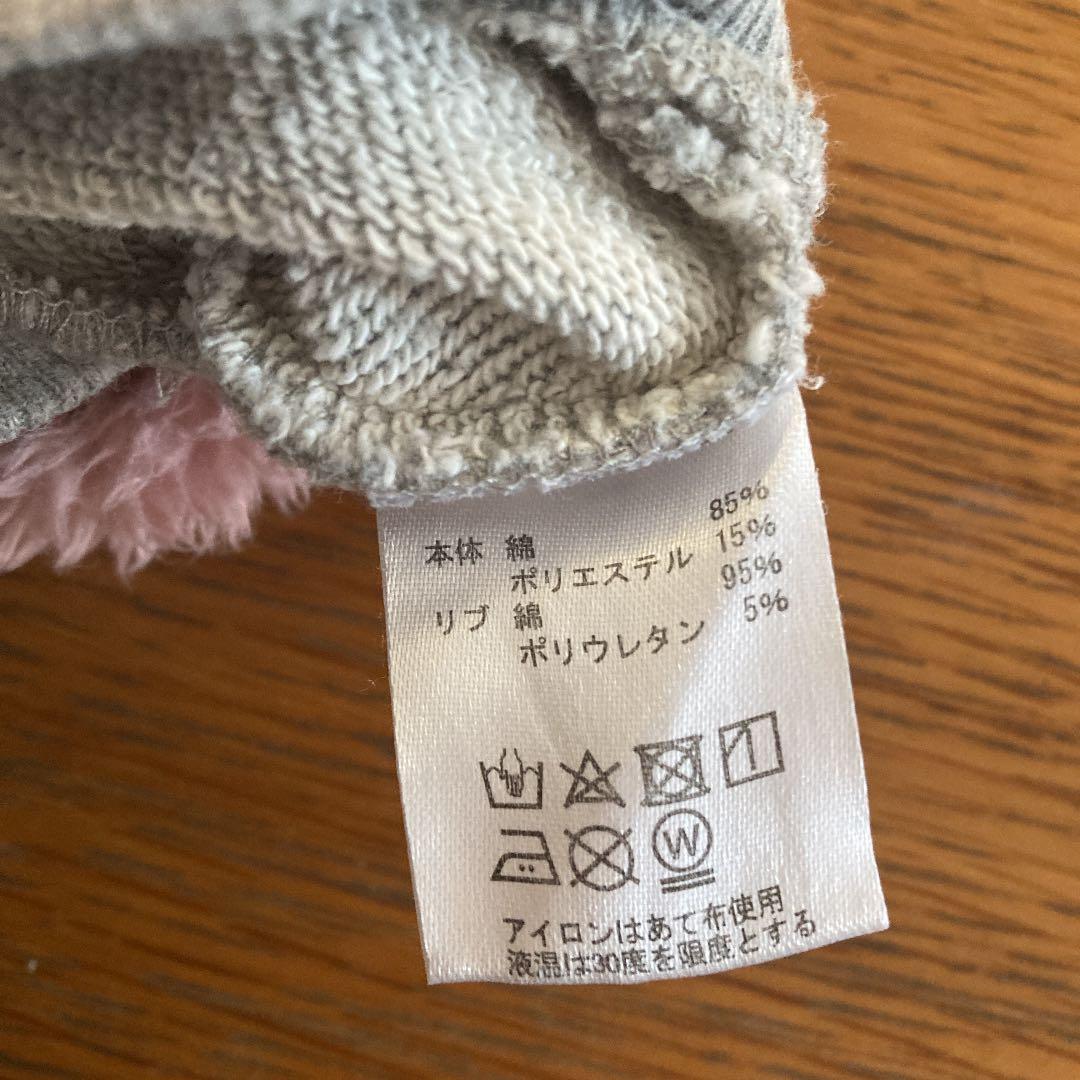 本体 綿 85%
ポリエステル 15%
リブ 綿 95%
ポリウレタン 5%
W
アイロンはあて布使用
液温は30度を限度とする